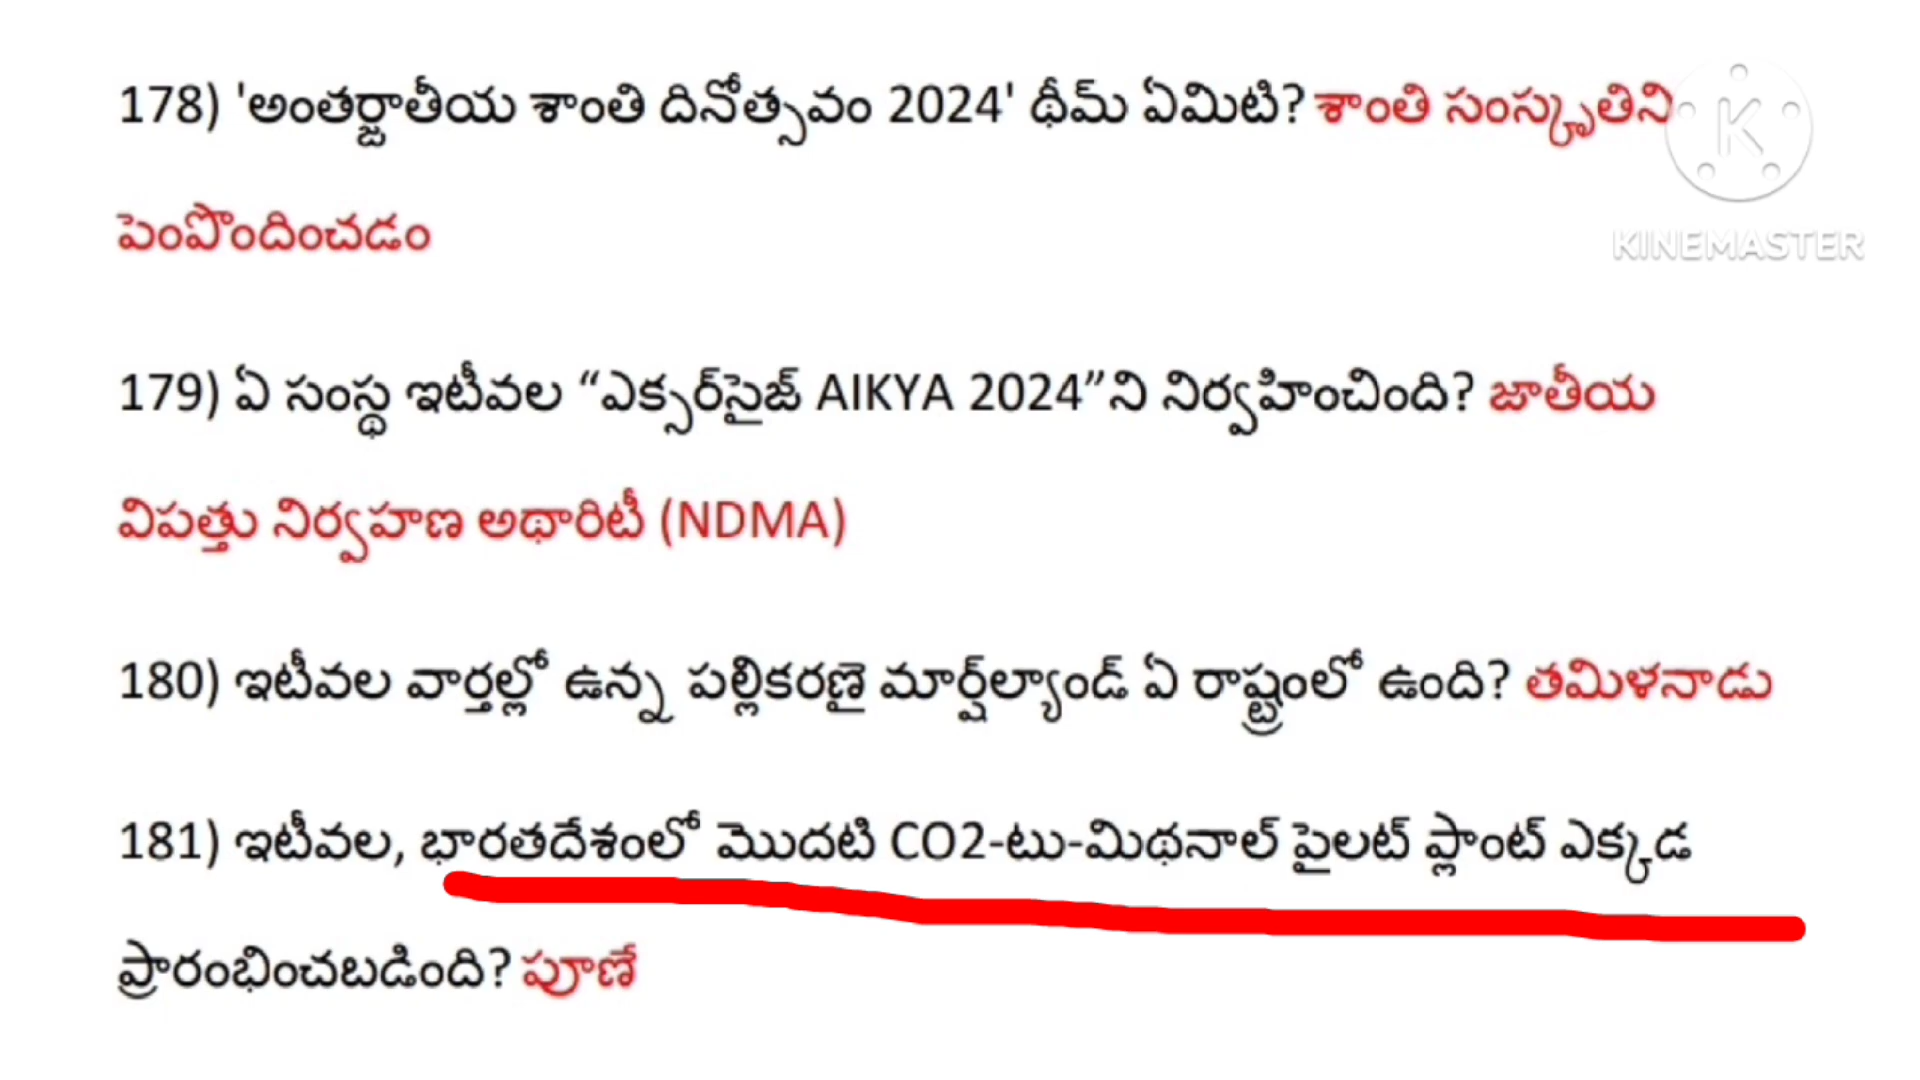 178) 'అంతర్జాతీయ శాంతి దినోత్సవం 2024' థీమ్ ఏమిటి? శాంతి సంస్కృతిని
పెంపొందించడం
KINEMASTER
179) ఏ సంస్థ ఇటీవల “ఎక్సర్‌సైజ్ AIKYA 2024”ని నిర్వహించింది? జాతీయ
విపత్తు నిర్వహణ అథారిటీ (NDMA)
180) ఇటీవల వార్తల్లో ఉన్న పల్లికరణై మార్ష్‌ల్యాండ్ ఏ రాష్ట్రంలో ఉంది? తమిళనాడు
181) ఇటీవల, భారతదేశంలో మొదటి CO2-టు-మిథనాల్ పైలట్ ప్లాంట్ ఎక్కడ
ప్రారంభించబడింది? పూణే